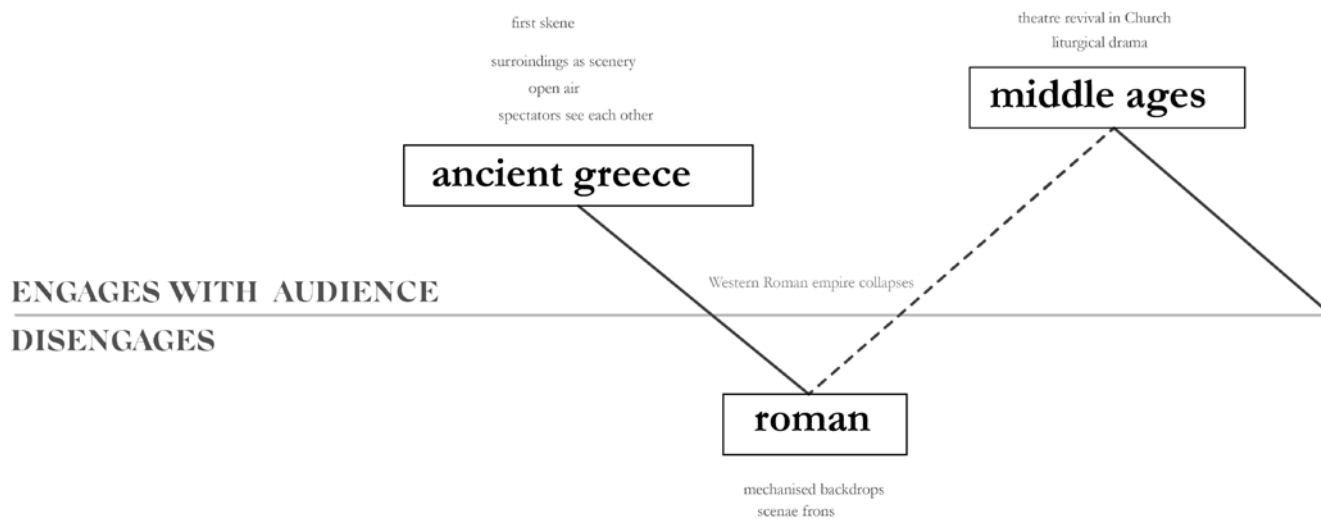 first skene
surroindings as scenery
open air
spectators see each other
ancient greece
theatre revival in Church
liturgical drama
middle ages
Western Roman empire collapses
ENGAGES WITH AUDIENCE
DISENGAGES
roman
mechanised backdrops
scenae frons